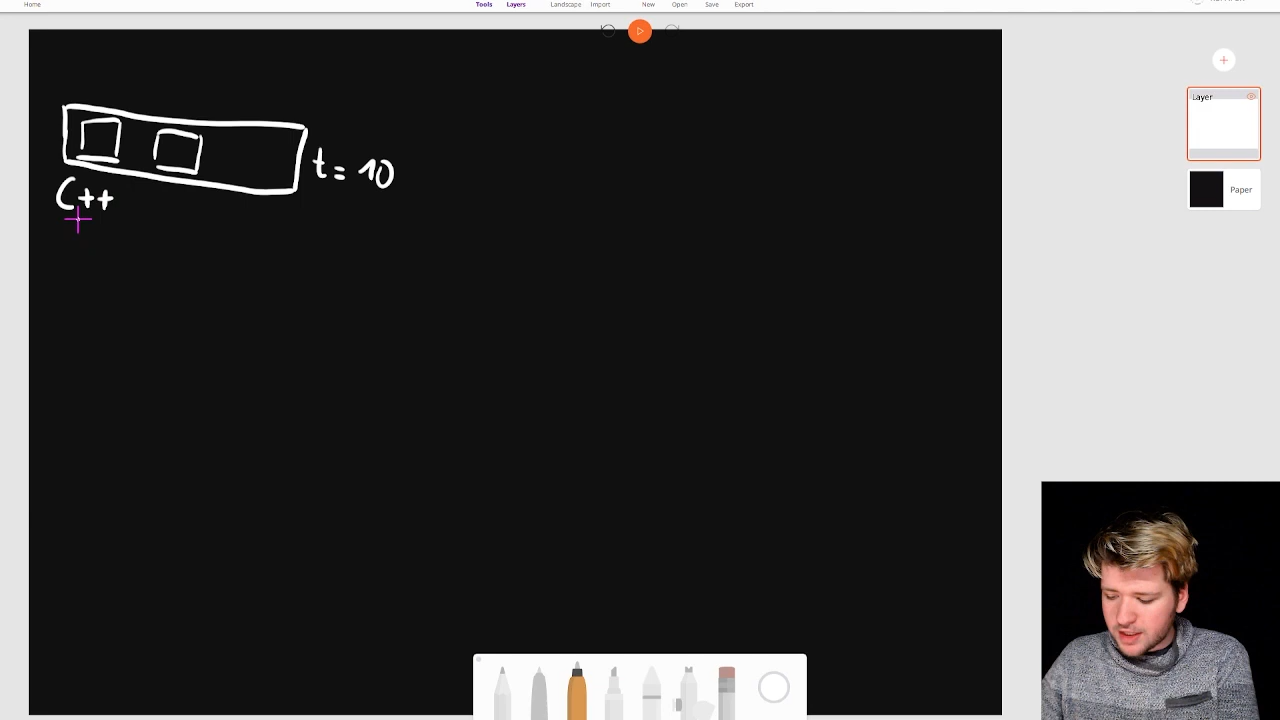 Home
Tools Layers Landscape Import New Open Save Export
Layer
Paper
t = 10
C++